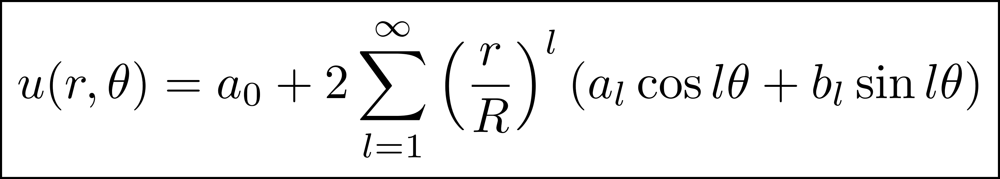 u(r, θ) = a₀ + 2 ∑_{l=1}^{∞} (r/R)^l (a_l cos lθ + b_l sin lθ)